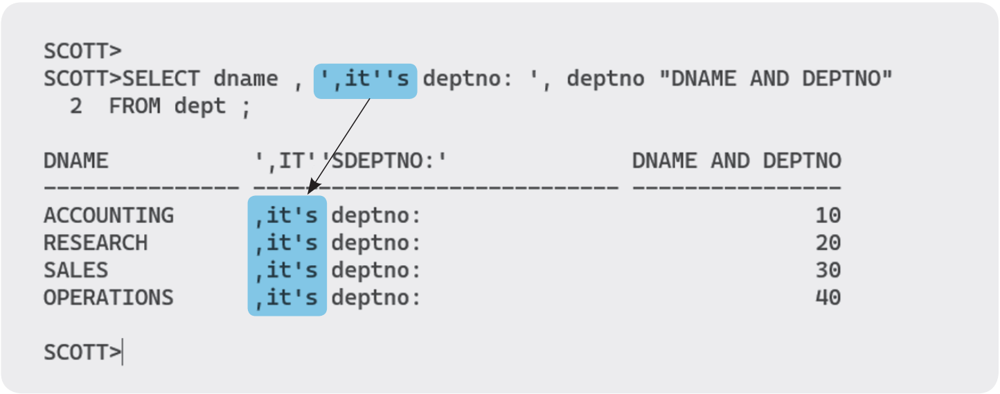 SCOTT>
SCOTT>SELECT dname , ',it''s deptno: ', deptno "DNAME AND DEPTNO"
  2  FROM dept ;
DNAME           ',IT''SDEPTNO:'              DNAME AND DEPTNO
--------------- ---------------------------- ----------------
ACCOUNTING      ,it's deptno:                              10
RESEARCH        ,it's deptno:                              20
SALES           ,it's deptno:                              30
OPERATIONS      ,it's deptno:                              40
SCOTT>